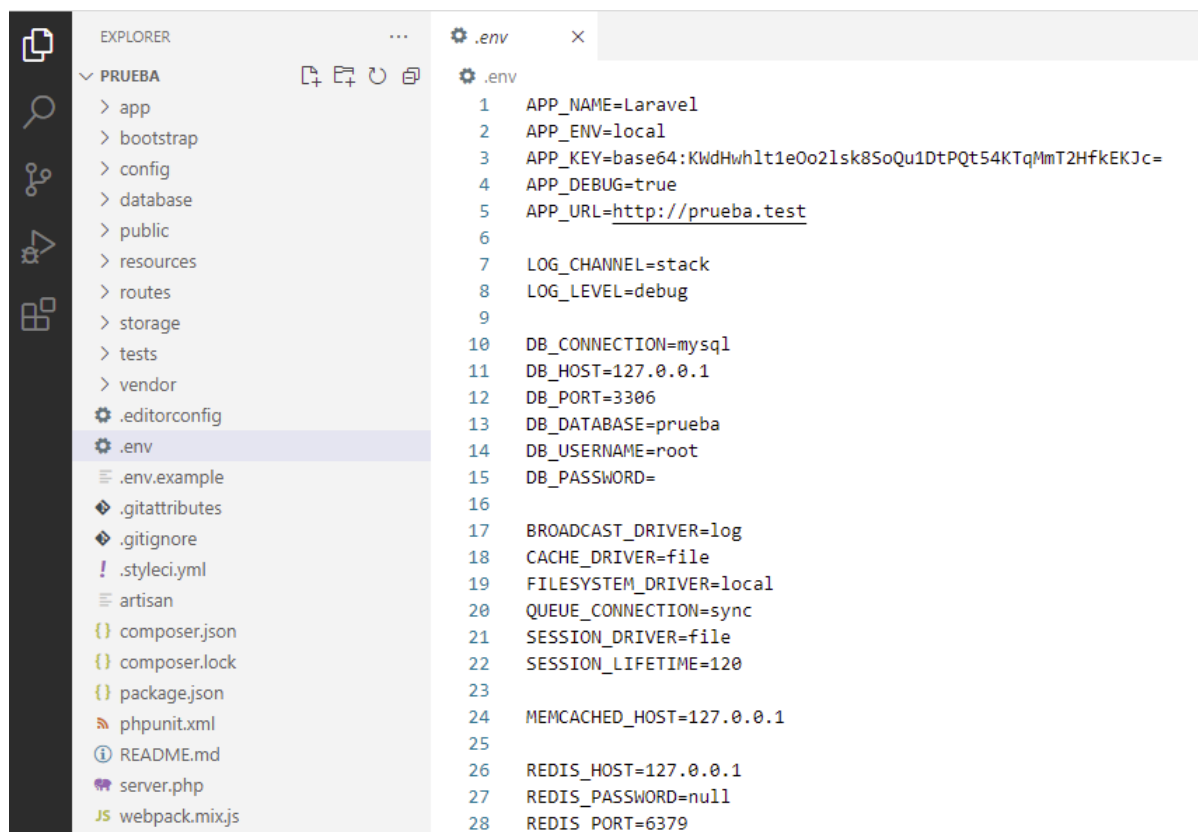 EXPLORER
PRUEBA
app
bootstrap
config
database
public
resources
routes
storage
tests
vendor
.editorconfig
.env
.env.example
.gitattributes
.gitignore
.styleci.yml
artisan
composer.json
composer.lock
package.json
phpunit.xml
README.md
server.php
webpack.mix.js
.env
.env
1 APP_NAME=Laravel
2 APP_ENV=local
3 APP_KEY=base64:KWdHwhlt1eOo2lsk8SoQu1DtPQt54KTqMmT2HfkEKJc=
4 APP_DEBUG=true
5 APP_URL=http://prueba.test
6
7 LOG_CHANNEL=stack
8 LOG_LEVEL=debug
9
10 DB_CONNECTION=mysql
11 DB_HOST=127.0.0.1
12 DB_PORT=3306
13 DB_DATABASE=prueba
14 DB_USERNAME=root
15 DB_PASSWORD=
16
17 BROADCAST_DRIVER=log
18 CACHE_DRIVER=file
19 FILESYSTEM_DRIVER=local
20 QUEUE_CONNECTION=sync
21 SESSION_DRIVER=file
22 SESSION_LIFETIME=120
23
24 MEMCACHED_HOST=127.0.0.1
25
26 REDIS_HOST=127.0.0.1
27 REDIS_PASSWORD=null
28 REDIS_PORT=6379